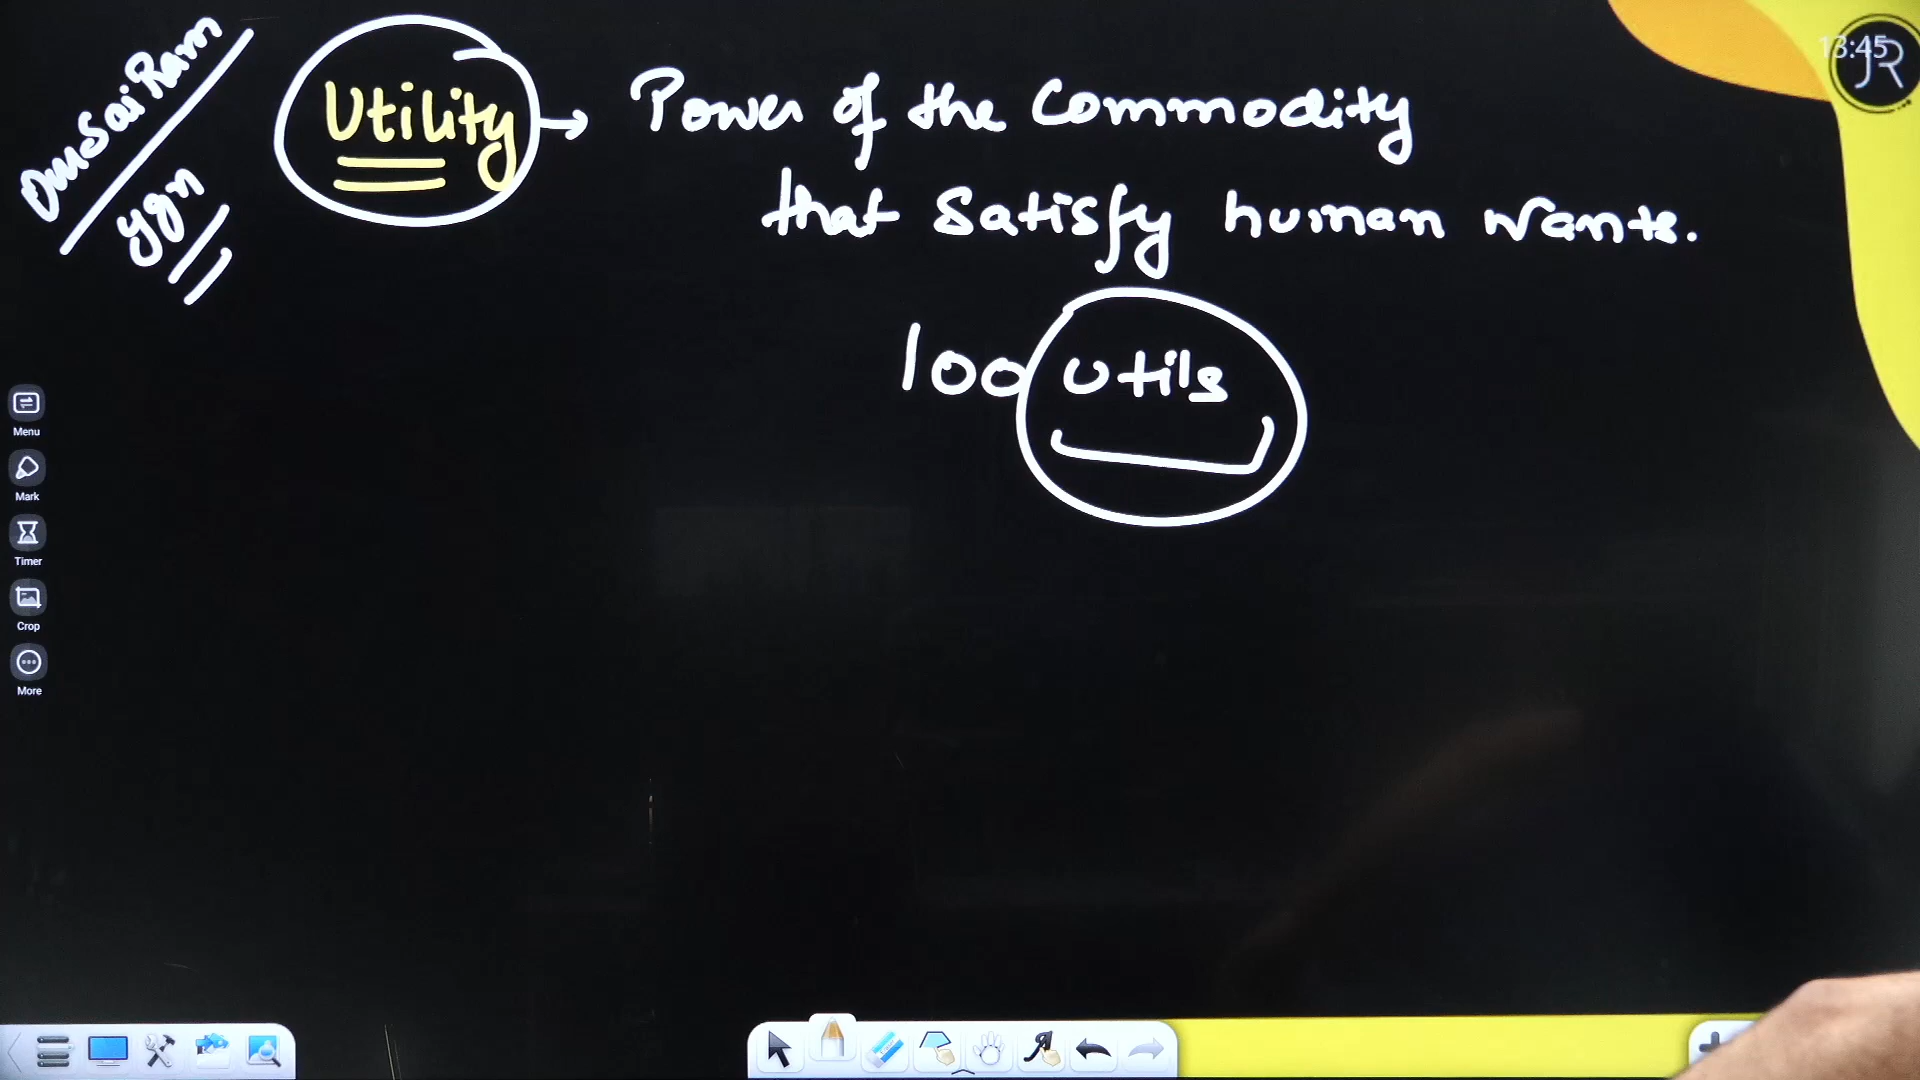 OmSaiRam
Ygn
Utility → Power of the Commodity
that Satisfy human wants.
100 utils
13:45
JR
Menu
Mark
Timer
Crop
More